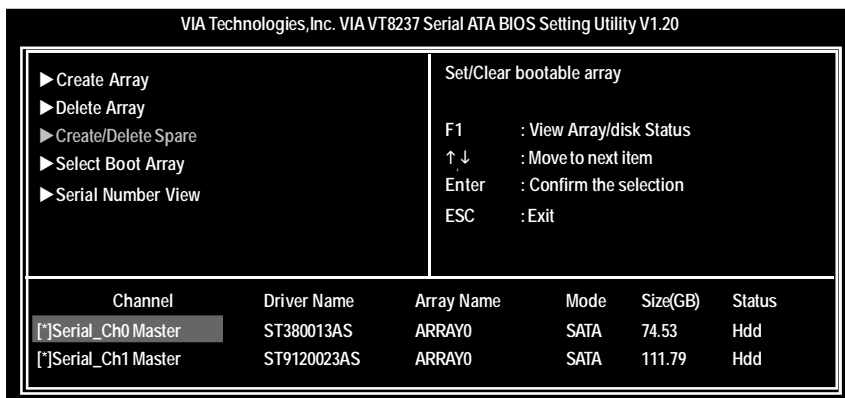 VIA Technologies,Inc. VIA VT8237 Serial ATA BIOS Setting Utility V1.20
▶Create Array
▶Delete Array
▶Create/Delete Spare
▶Select Boot Array
▶Serial Number View
Set/Clear bootable array
F1 : View Array/disk Status
↑↓ : Move to next item
Enter : Confirm the selection
ESC : Exit
Channel Driver Name Array Name Mode Size(GB) Status
[*]Serial_Ch0 Master ST380013AS ARRAY0 SATA 74.53 Hdd
[*]Serial_Ch1 Master ST9120023AS ARRAY0 SATA 111.79 Hdd